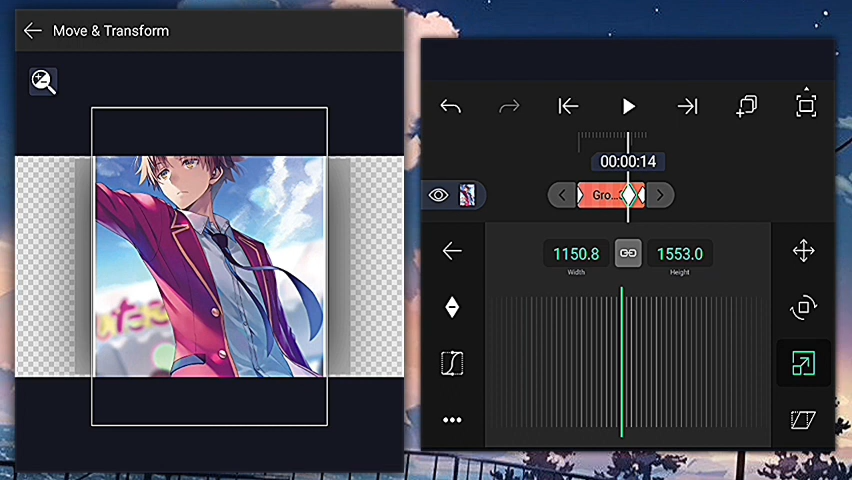 Move & Transform
00:00:14
Gro...
1150.8
1553.0
Width
Height